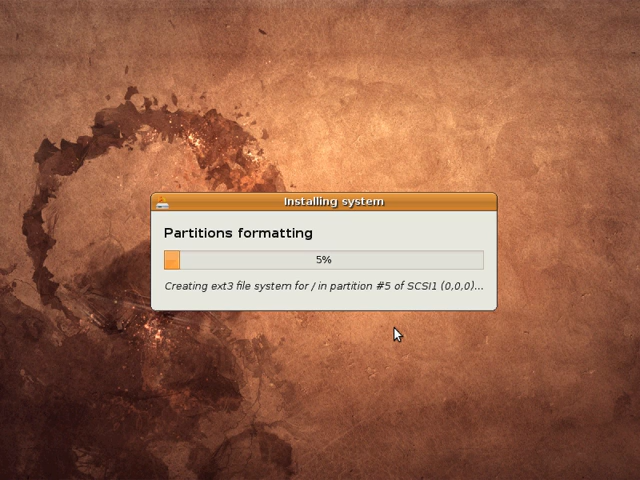 Installing system
Partitions formatting
5%
Creating ext3 file system for / in partition #5 of SCSI1 (0,0,0)...